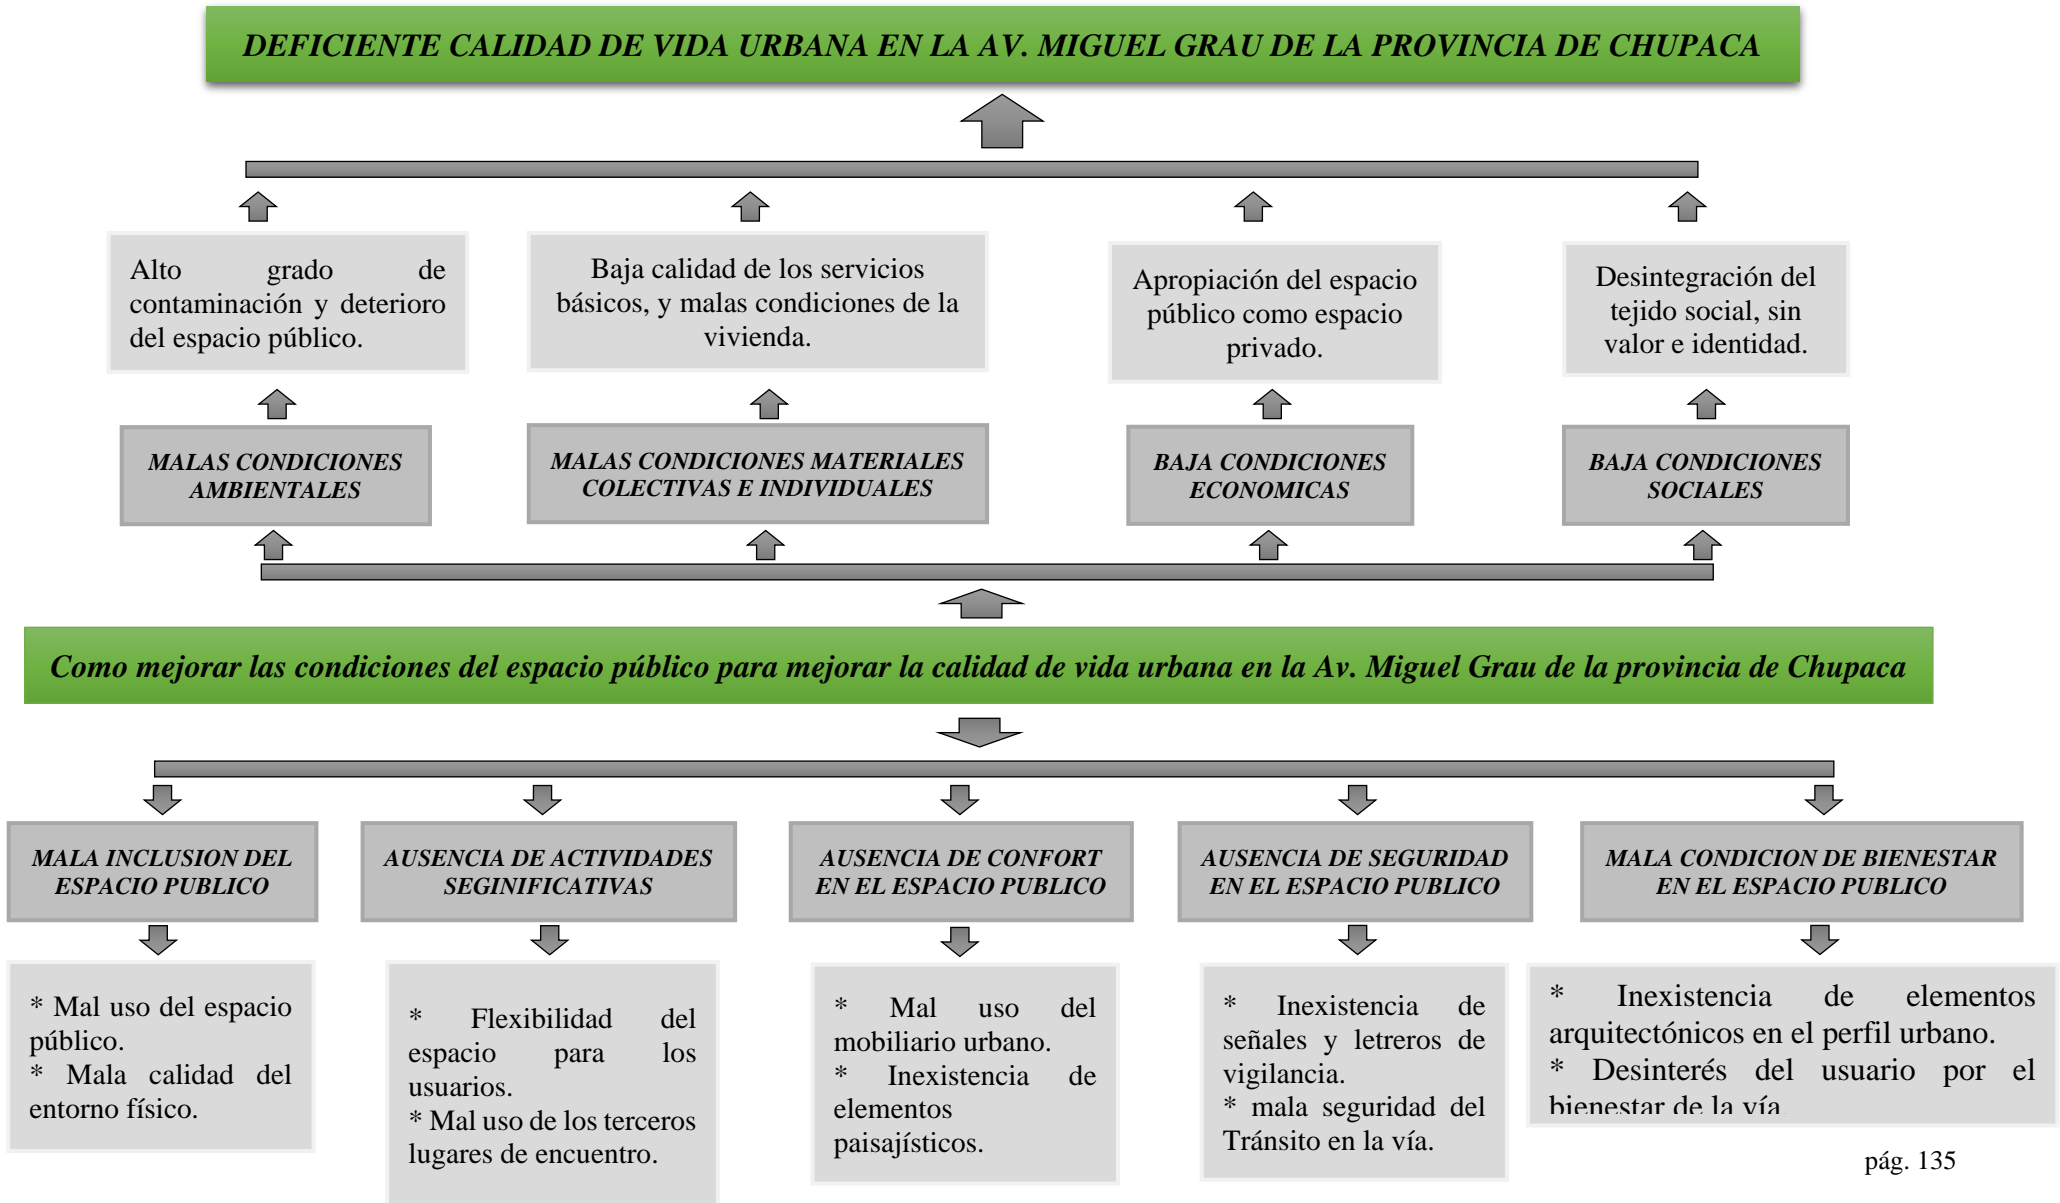 DEFICIENTE CALIDAD DE VIDA URBANA EN LA AV. MIGUEL GRAU DE LA PROVINCIA DE CHUPACA
Alto grado de
contaminación y deterioro
del espacio público.
Baja calidad de los servicios
básicos, y malas condiciones de la
vivienda.
Apropiación del espacio
público como espacio
privado.
Desintegración del
tejido social, sin
valor e identidad.
MALAS CONDICIONES
AMBIENTALES
MALAS CONDICIONES MATERIALES
COLECTIVAS E INDIVIDUALES
BAJA CONDICIONES
ECONOMICAS
BAJA CONDICIONES
SOCIALES
Como mejorar las condiciones del espacio público para mejorar la calidad de vida urbana en la Av. Miguel Grau de la provincia de Chupaca
MALA INCLUSION DEL
ESPACIO PUBLICO
AUSENCIA DE ACTIVIDADES
SEGINIFICATIVAS
AUSENCIA DE CONFORT
EN EL ESPACIO PUBLICO
AUSENCIA DE SEGURIDAD
EN EL ESPACIO PUBLICO
MALA CONDICION DE BIENESTAR
EN EL ESPACIO PUBLICO
* Mal uso del espacio
público.
* Mala calidad del
entorno físico.
* Flexibilidad del
espacio para los
usuarios.
* Mal uso de los terceros
lugares de encuentro.
* Mal uso del
mobiliario urbano.
* Inexistencia de
elementos
paisajísticos.
* Inexistencia de
señales y letreros de
vigilancia.
* mala seguridad del
Tránsito en la vía.
* Inexistencia de elementos
arquitectónicos en el perfil urbano.
* Desinterés del usuario por el
bienestar de la vía.
pág. 135